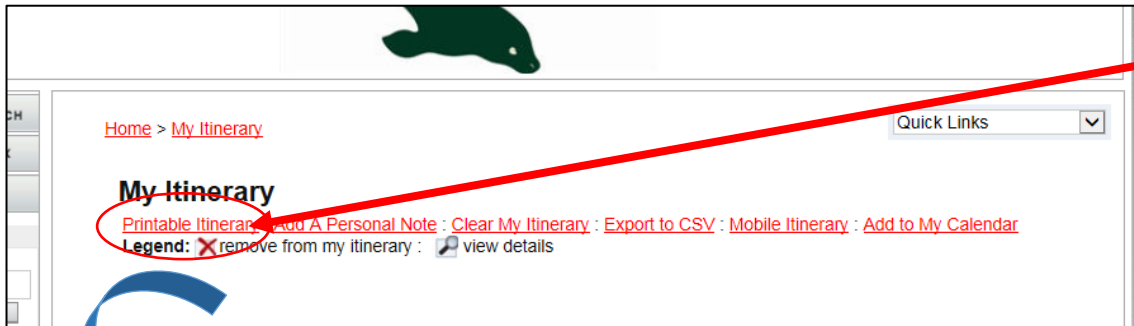 CH
Home > My Itinerary
Quick Links
My Itinerary
Printable Itinerary : Add A Personal Note : Clear My Itinerary : Export to CSV : Mobile Itinerary : Add to My Calendar
Legend: remove from my itinerary : view details